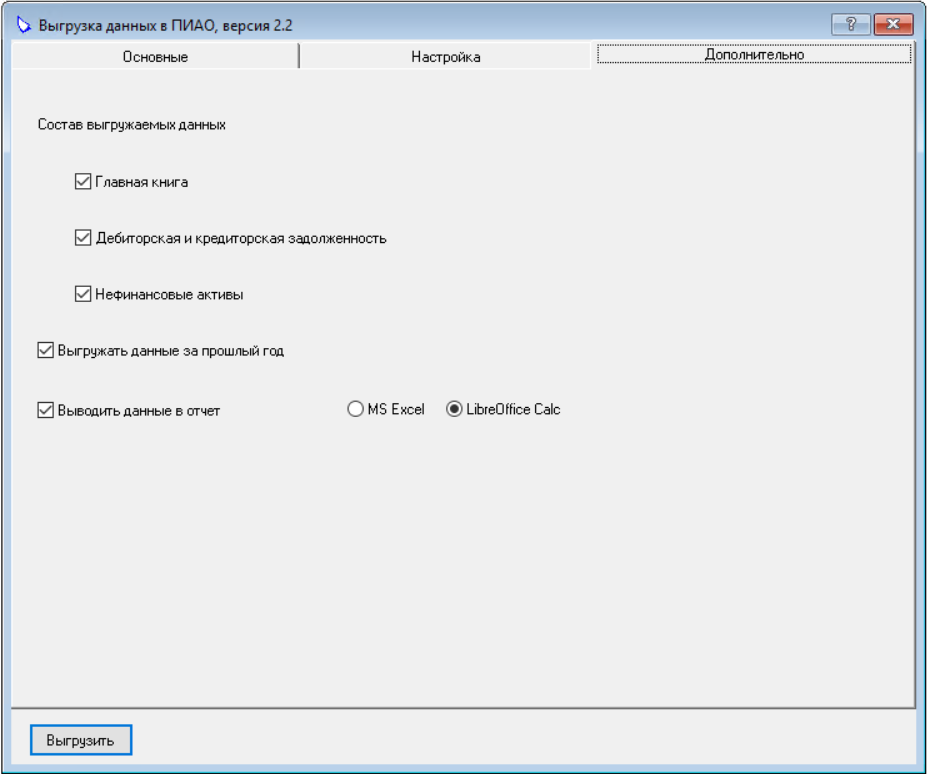 Выгрузка данных в ПИАО, версия 2.2
Основные Настройка Дополнительно
Состав выгружаемых данных
Главная книга
Дебиторская и кредиторская задолженность
Нефинансовые активы
Выгружать данные за прошлый год
Выводить данные в отчет MS Excel LibreOffice Calc
Выгрузить